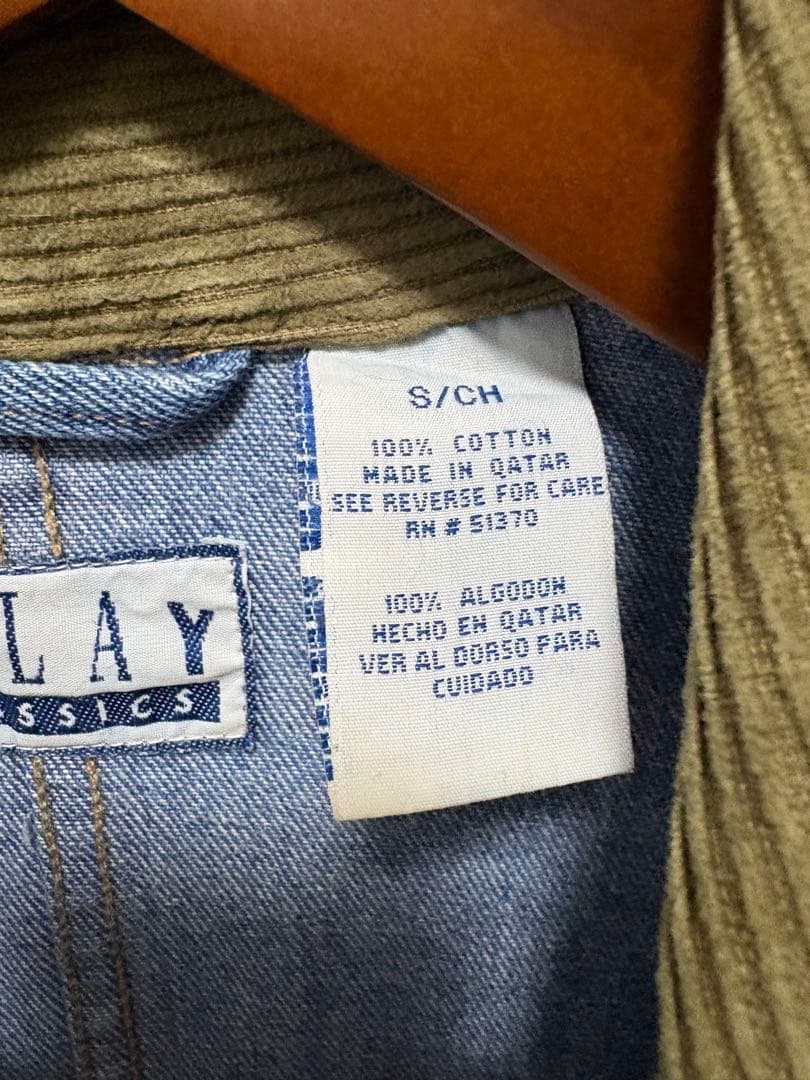 S/CH
100% COTTON
MADE IN QATAR
SEE REVERSE FOR CARE
RN # 51370
100% ALGODON
HECHO EN QATAR
VER AL DORSO PARA
CUIDADO
LAY
SSICS